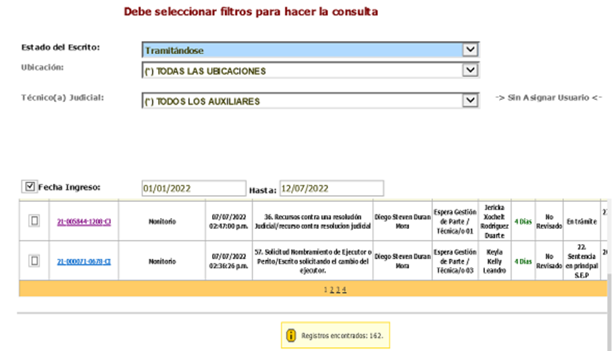 Debe seleccionar filtros para hacer la consulta
Estado del Escrito: Tramitándose
Ubicación: (*) TODAS LAS UBICACIONES
Técnico(a) Judicial: (*) TODOS LOS AUXILIARES -> Sin Asignar Usuario <-
Fecha Ingreso: 01/01/2022 Hasta: 12/07/2022
21-005844-1208-CJ Monitorio 07/07/2022 02:47:00 p.m. 36. Recursos contra una resolución Judicial/recurso contra resolucion judicial Diego Steven Duran Mora Espera Gestión de Parte / Técnica/o 01 Jericka Xochelt Rodriguez Duarte 4 Dias No Revisado En trámite
21-000071-0678-CI Monitorio 07/07/2022 02:36:26 p.m. 57. Solicitud Nombramiento de Ejecutor o Perito/Escrito solicitando el cambio del ejecutor. Diego Steven Duran Mora Espera Gestión de Parte / Técnica/o 03 Keyla Kelly Leandro 4 Dias No Revisado 22. Sentencia en principal S.E.P
1 2 3 4
Registros encontrados: 162.